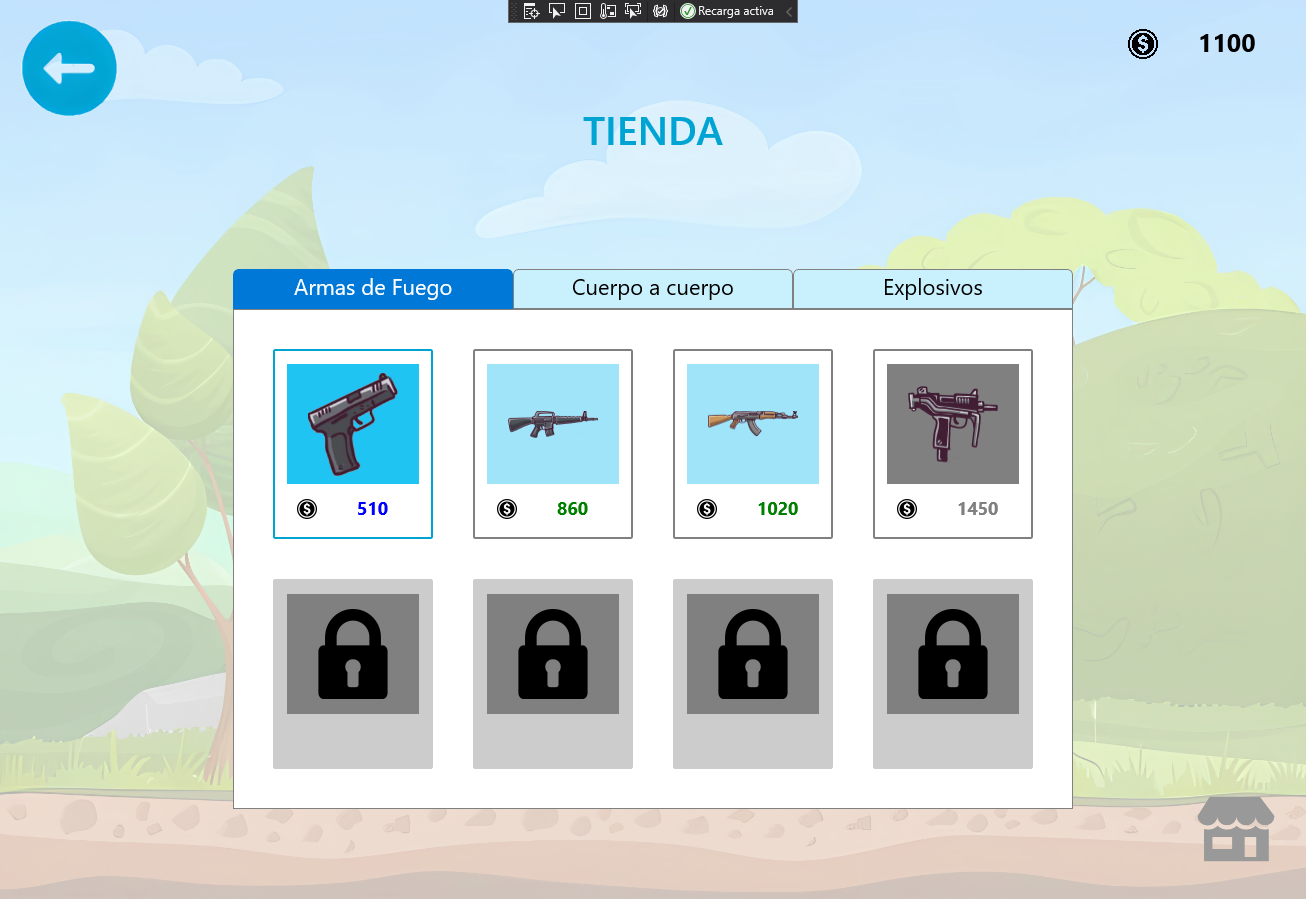 Recarga activa
1100
TIENDA
Armas de Fuego
Cuerpo a cuerpo
Explosivos
510
860
1020
1450